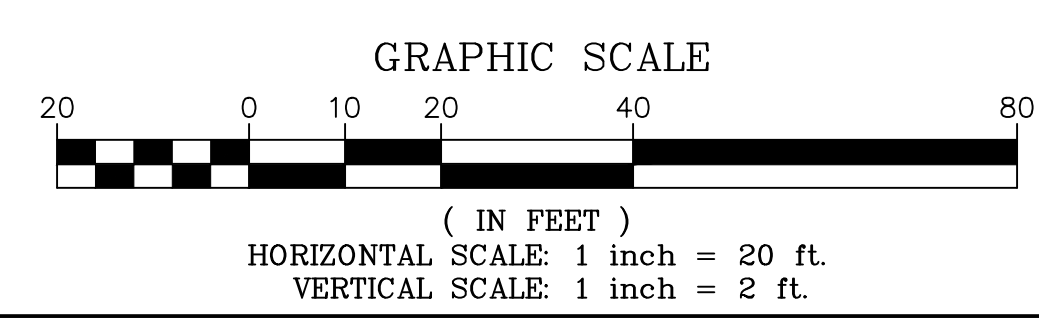 GRAPHIC SCALE
20 0 10 20 40 80
( IN FEET )
HORIZONTAL SCALE: 1 inch = 20 ft.
VERTICAL SCALE: 1 inch = 2 ft.